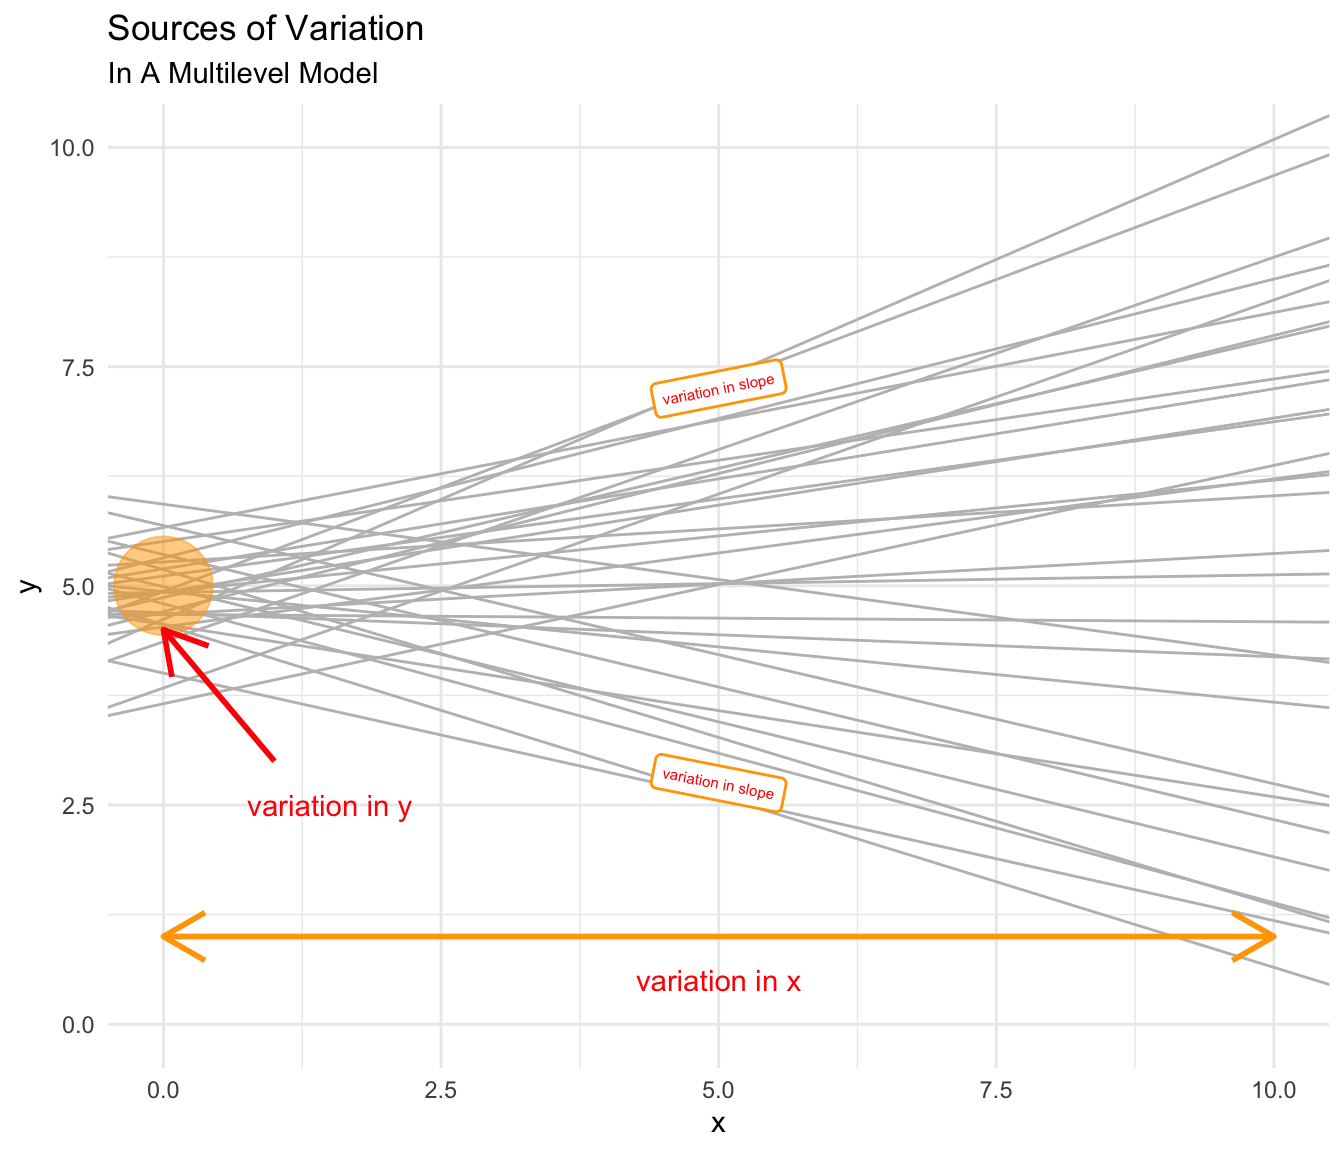 Sources of Variation
In A Multilevel Model
10.0
7.5
5.0
2.5
0.0
y
variation in slope
variation in slope
variation in y
variation in x
0.0 2.5 5.0 7.5 10.0
x